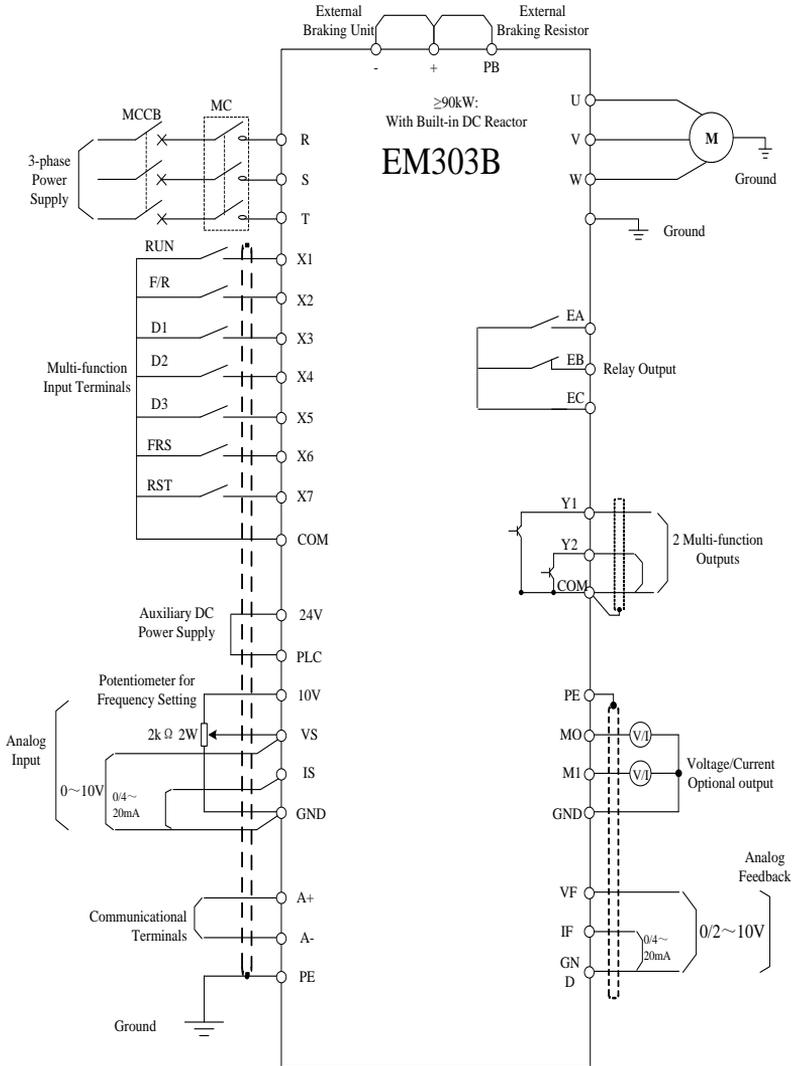 External
Braking Unit
External
Braking Resistor
-
+
PB
≥90kW:
With Built-in DC Reactor
EM303B
MCCB
MC
3-phase
Power
Supply
R
S
T
U
V
W
M
Ground
Ground
RUN
F/R
D1
D2
D3
FRS
RST
Multi-function
Input Terminals
X1
X2
X3
X4
X5
X6
X7
COM
EA
EB
EC
Relay Output
Y1
Y2
COM
2 Multi-function
Outputs
Auxiliary DC
Power Supply
24V
PLC
Potentiometer for
Frequency Setting
2kΩ 2W
10V
VS
IS
GND
Analog
Input
0～10V
0/4～
20mA
PE
MO
M1
GND
V/I
V/I
Voltage/Current
Optional output
Communicational
Terminals
A+
A-
PE
Ground
Analog
Feedback
VF
IF
GN
D
0/4～
20mA
0/2～10V